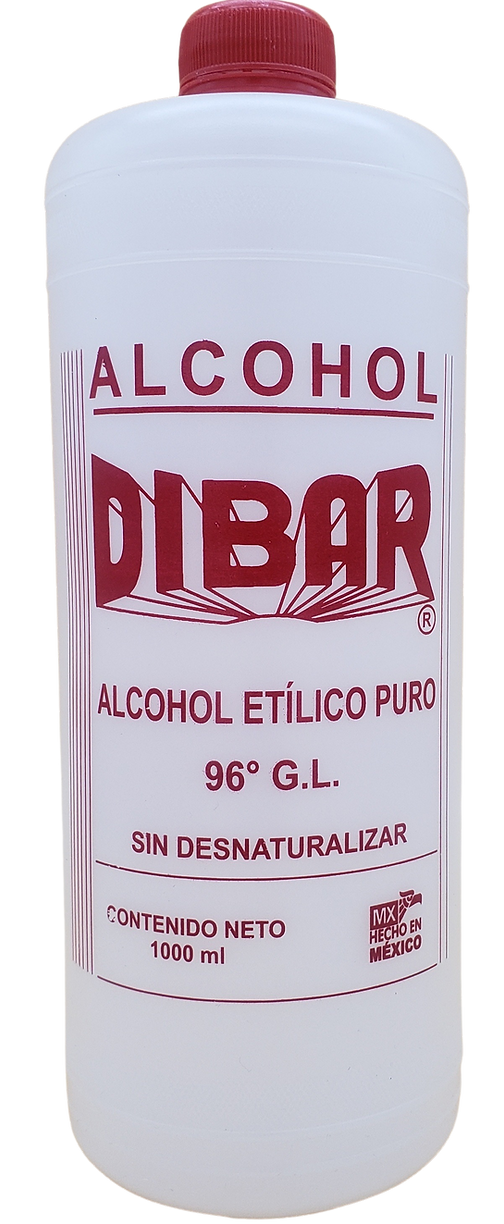 ALCOHOL
DIBAR
®
ALCOHOL ETÍLICO PURO
96° G.L.
SIN DESNATURALIZAR
CONTENIDO NETO
1000 ml
MX
HECHO EN
MÉXICO